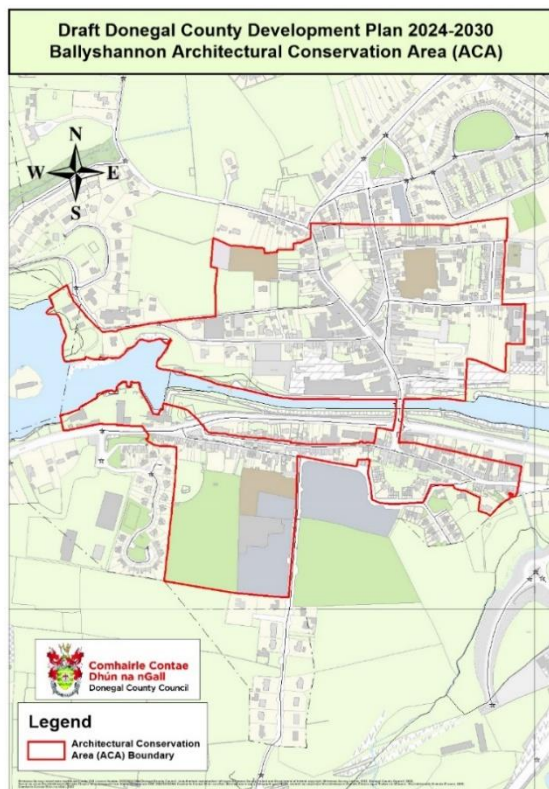 Draft Donegal County Development Plan 2024-2030
Ballyshannon Architectural Conservation Area (ACA)
N
W E
S
Comhairle Contae
Dhún na nGall
Donegal County Council
Legend
Architectural Conservation
Area (ACA) Boundary